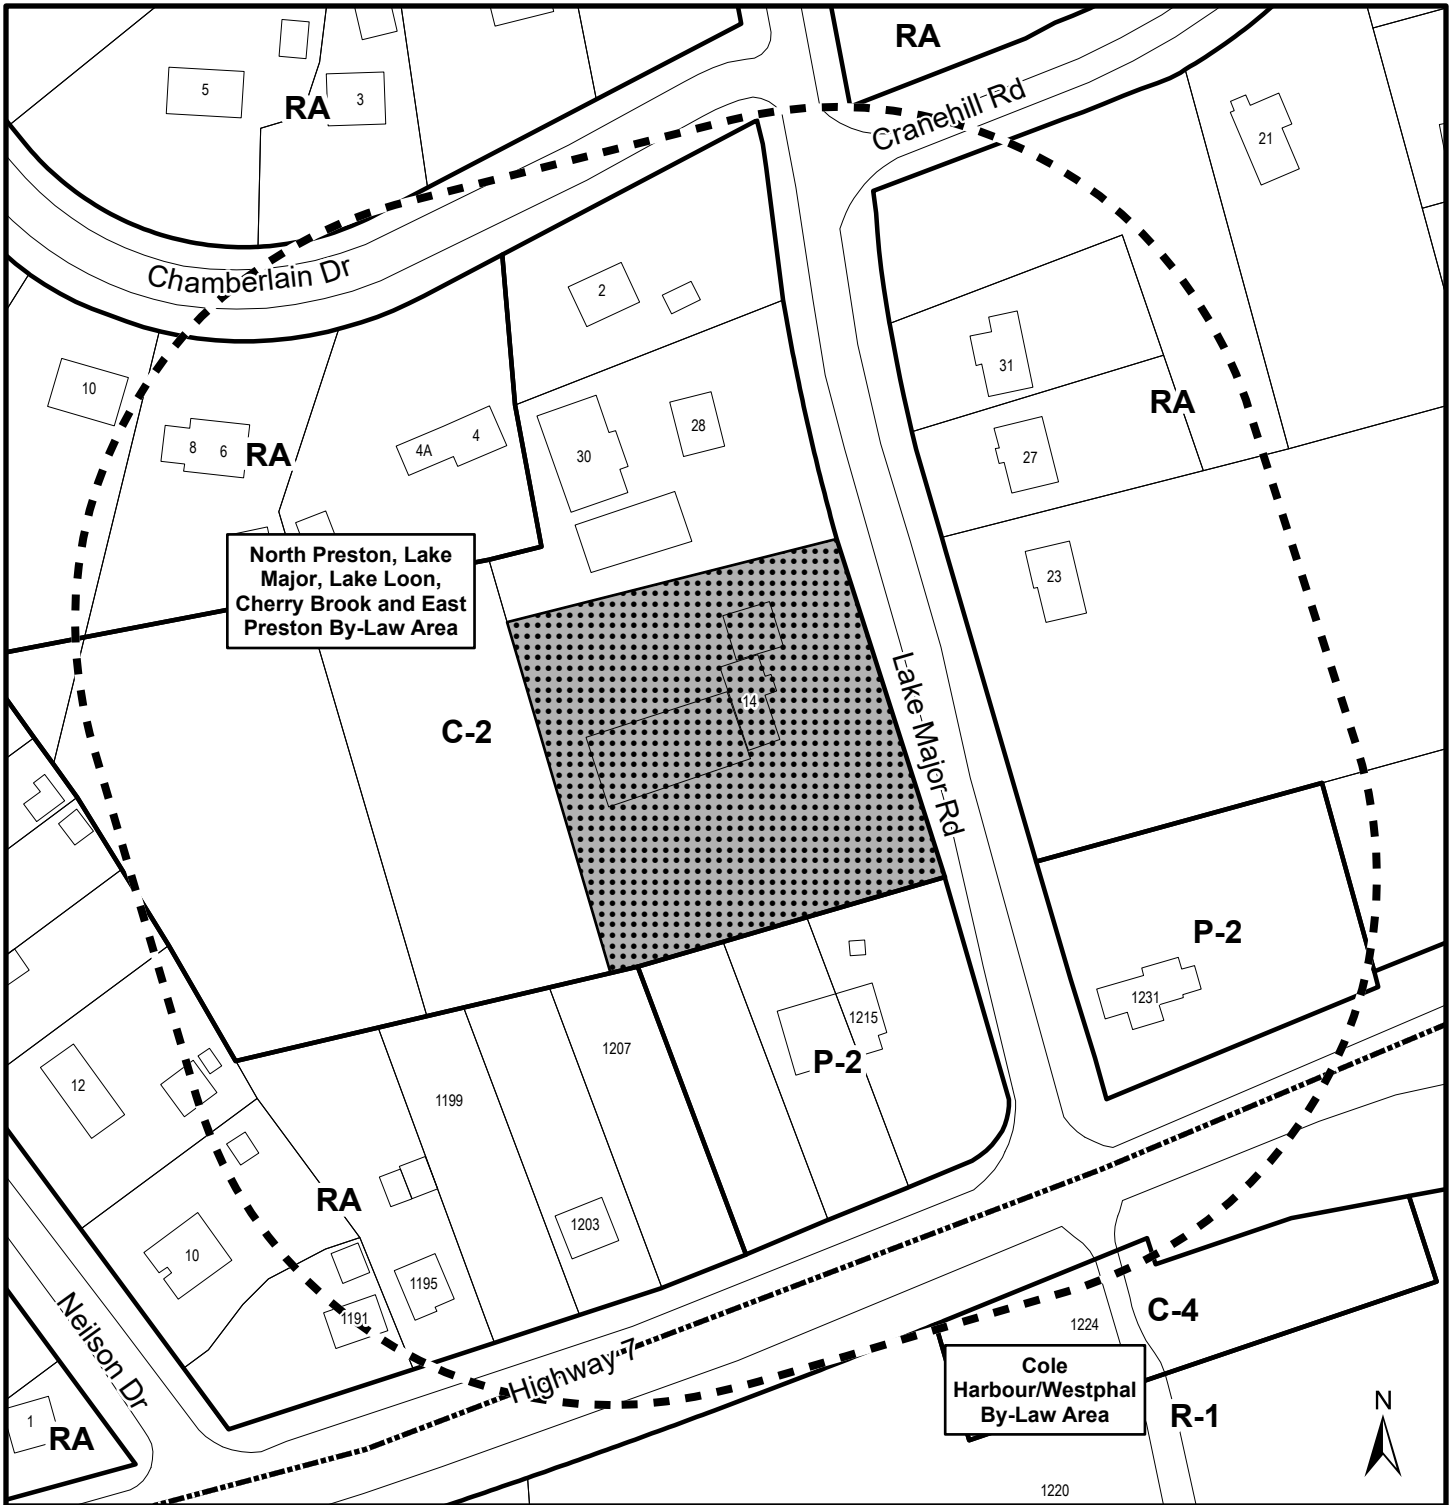 RA
Cranehill Rd
5
RA
3
21
Chamberlain Dr
2
10
31
RA
8
6
RA
4A
4
30
28
27
North Preston, Lake
Major, Lake Loon,
Cherry Brook and East
Preston By-Law Area
23
C-2
14
Lake Major Rd
P-2
1231
1215
P-2
1207
12
1199
RA
1203
10
1195
1191
Neilson Dr
Highway 7
C-4
1224
Cole
Harbour/Westphal
By-Law Area
R-1
N
1
RA
1220